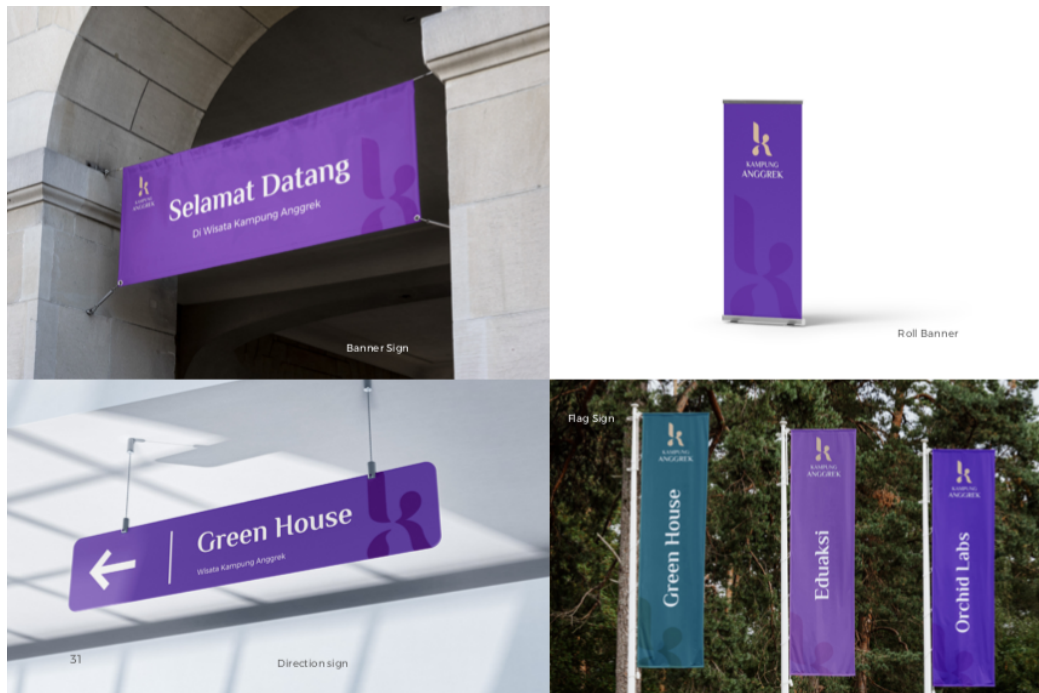 KAMPUNG
ANGGREK
Selamat Datang
Di Wisata Kampung Anggrek
Banner Sign
KAMPUNG
ANGGREK
Roll Banner
Green House
Wisata Kampung Anggrek
31
Direction sign
Flag Sign
KAMPUNG
ANGGREK
Green House
KAMPUNG
ANGGREK
Eduaksi
KAMPUNG
ANGGREK
Orchid Labs